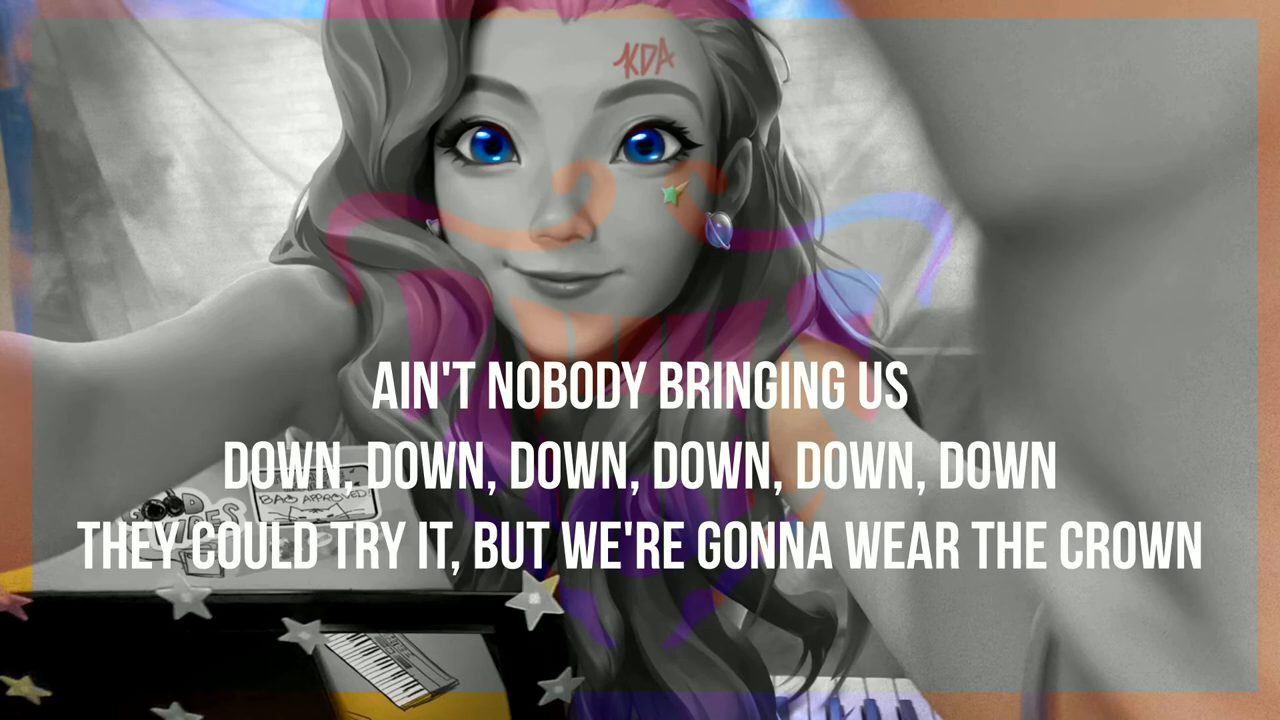 KDA
AIN'T NOBODY BRINGING US
DOWN, DOWN, DOWN, DOWN, DOWN, DOWN
BAO APPROVED!
THEY COULD TRY IT, BUT WE'RE GONNA WEAR THE CROWN